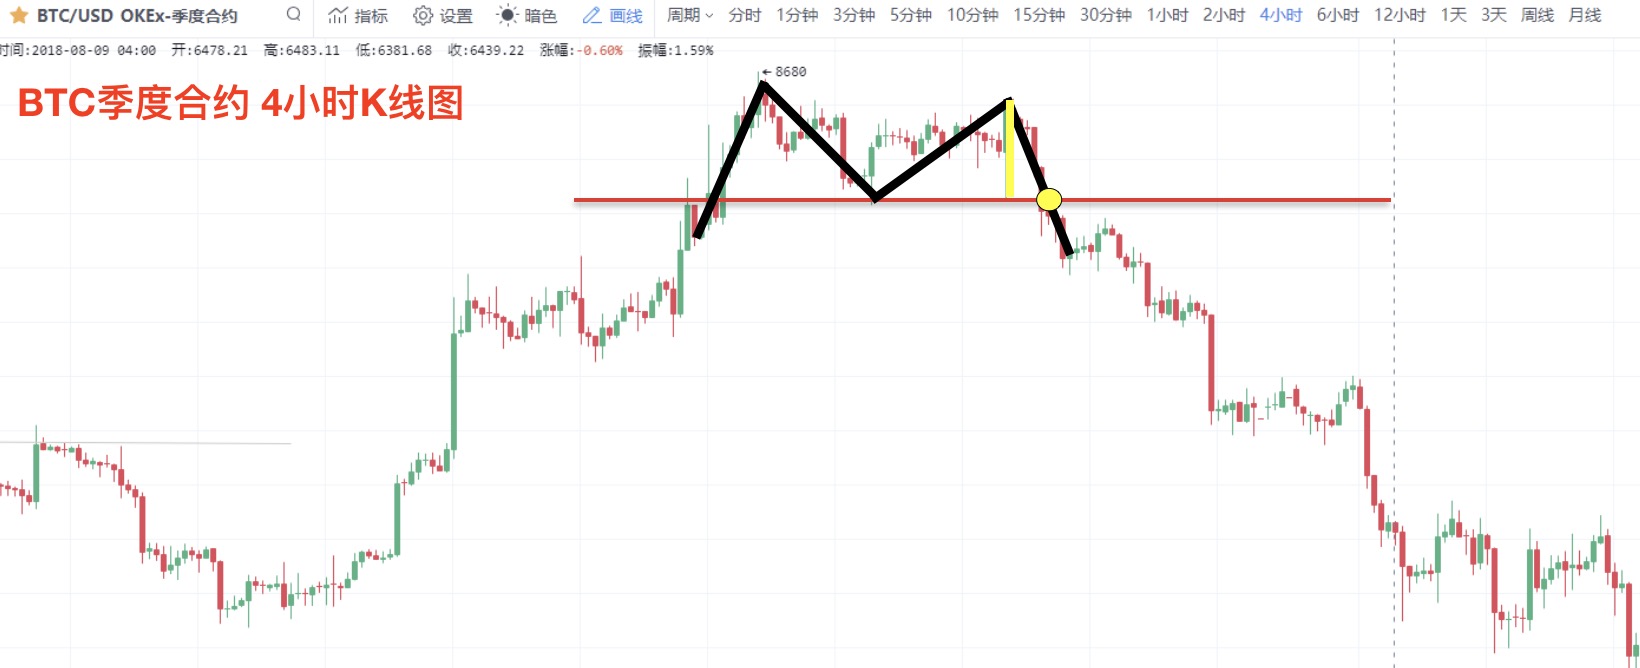 BTC/USD OKEx-季度合约 指标 设置 暗色 画线 周期 分时 1分钟 3分钟 5分钟 10分钟 15分钟 30分钟 1小时 2小时 4小时 6小时 12小时 1天 3天 周线 月线
时间:2018-08-09 04:00 开:6478.21 高:6483.11 低:6381.68 收:6439.22 涨幅:-0.60% 振幅:1.59%
←8680
BTC季度合约 4小时K线图